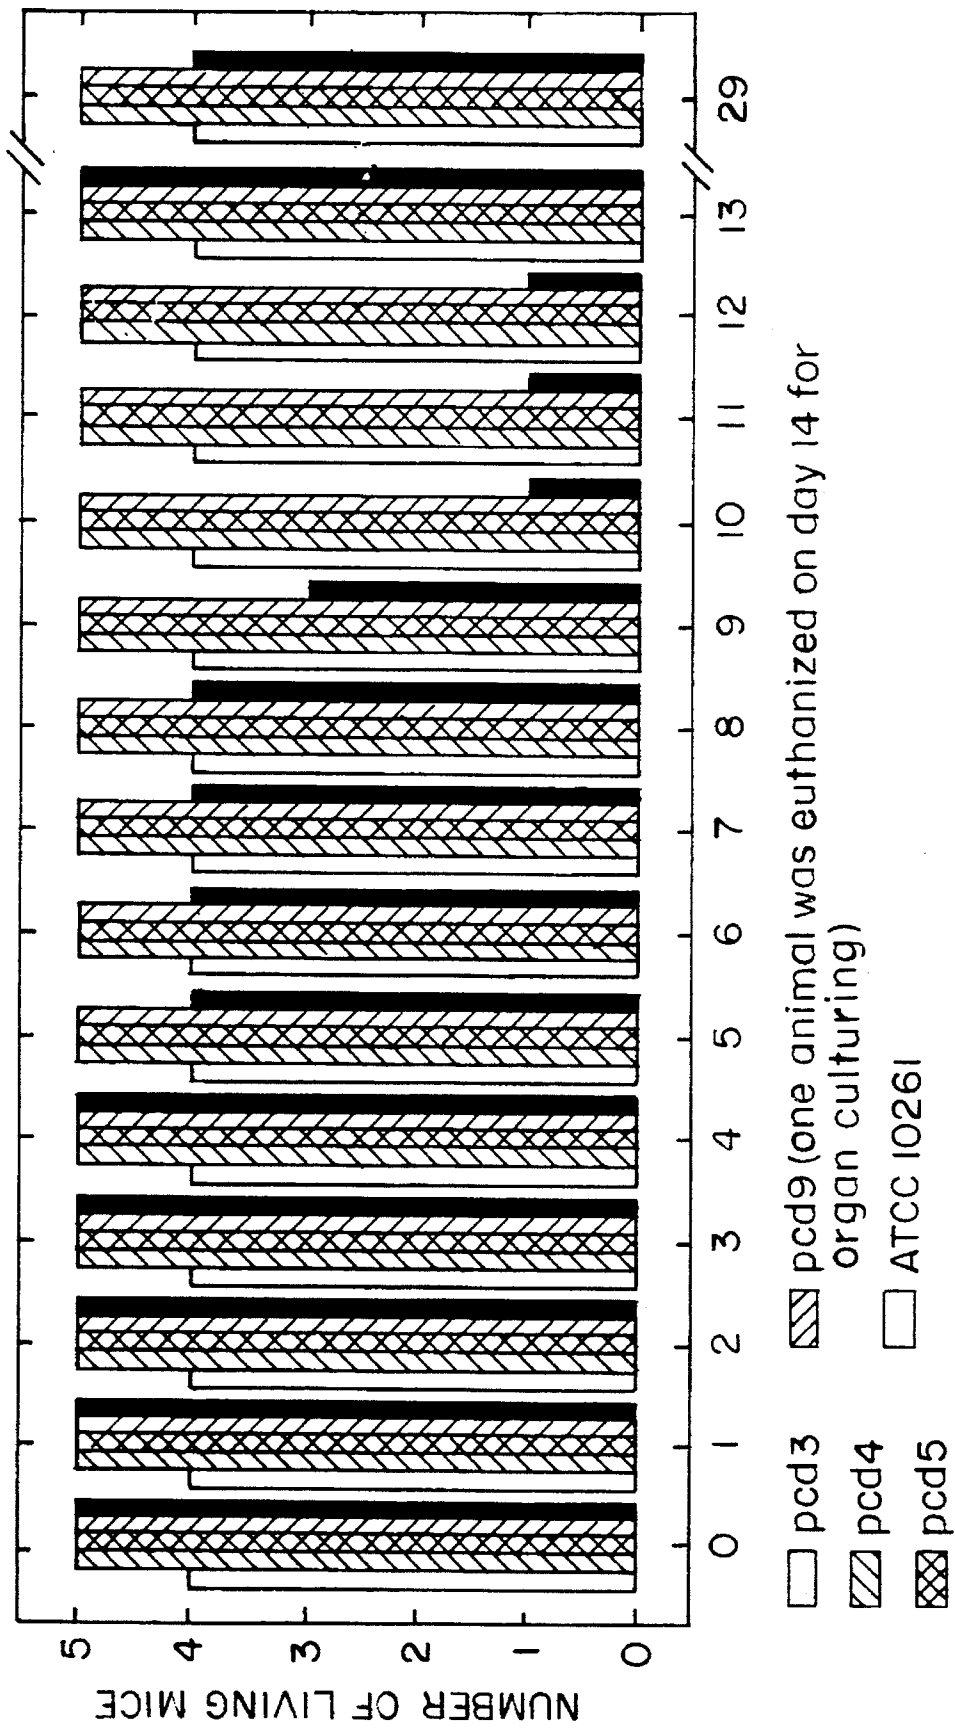 NUMBER OF LIVING MICE
5
4
3
2
1
0
0 1 2 3 4 5 6 7 8 9 10 11 12 13 29
pcd3
pcd4
pcd5
pcd9 (one animal was euthanized on day 14 for
organ culturing)
ATCC 10261